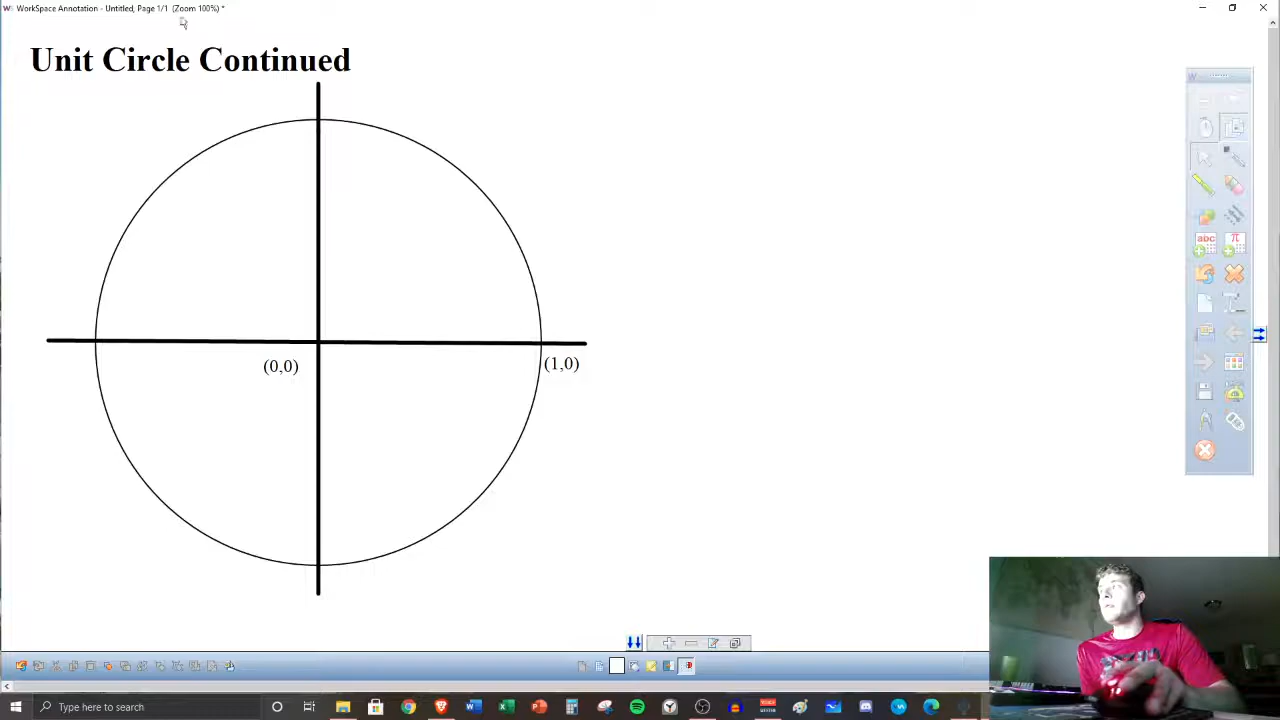 WorkSpace Annotation - Untitled, Page 1/1 (Zoom 100%) *
Unit Circle Continued
abc
π
(0,0)
(1,0)
Type here to search